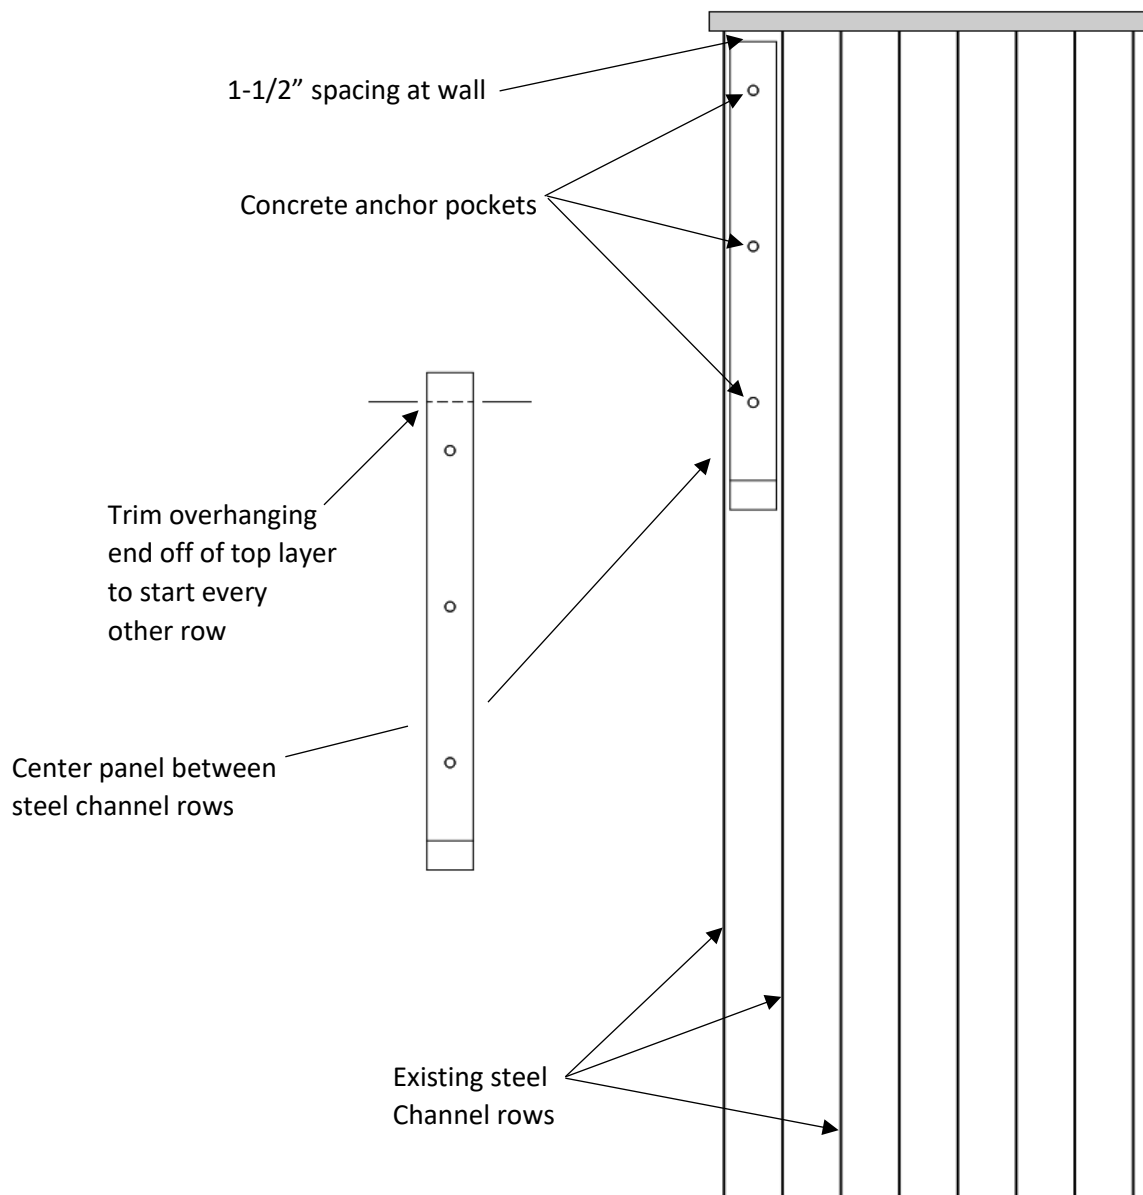 1-1/2” spacing at wall
Concrete anchor pockets
Trim overhanging
end off of top layer
to start every
other row
Center panel between
steel channel rows
Existing steel
Channel rows